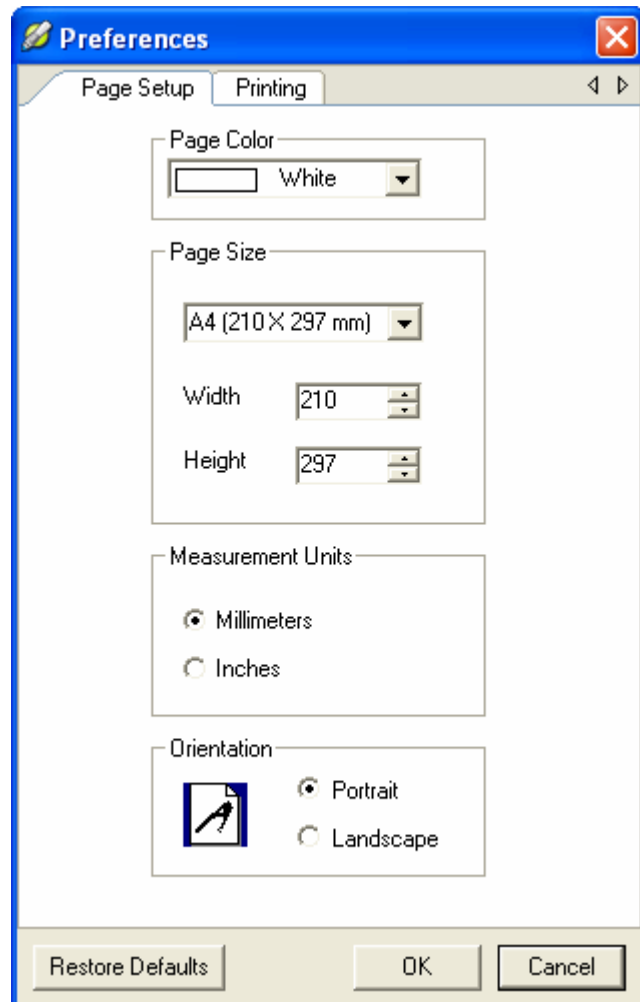 Preferences
Page Setup Printing
Page Color
White
Page Size
A4 (210 X 297 mm)
Width 210
Height 297
Measurement Units
Millimeters
Inches
Orientation
Portrait
Landscape
Restore Defaults OK Cancel